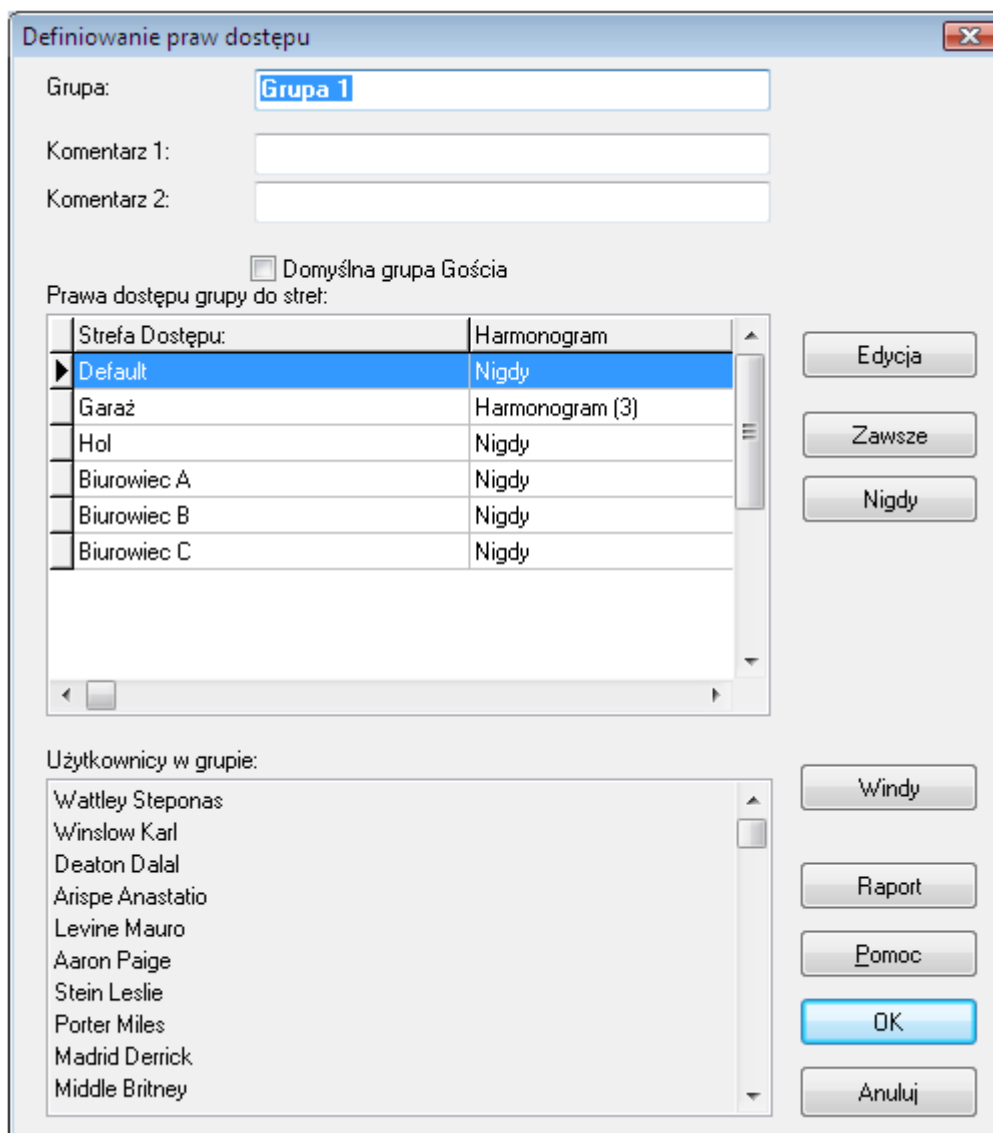 Definiowanie praw dostępu
Grupa: Grupa 1
Komentarz 1:
Komentarz 2:
Domyślna grupa Gościa
Prawa dostępu grupy do stref:
Strefa Dostępu: Harmonogram
Default Nigdy
Garaż Harmonogram (3)
Hol Nigdy
Biurowiec A Nigdy
Biurowiec B Nigdy
Biurowiec C Nigdy
Edycja
Zawsze
Nigdy
Użytkownicy w grupie:
Wattley Steponas
Winslow Karl
Deaton Dalal
Arispe Anastatio
Levine Mauro
Aaron Paige
Stein Leslie
Porter Miles
Madrid Derrick
Middle Britney
Windy
Raport
Pomoc
OK
Anuluj